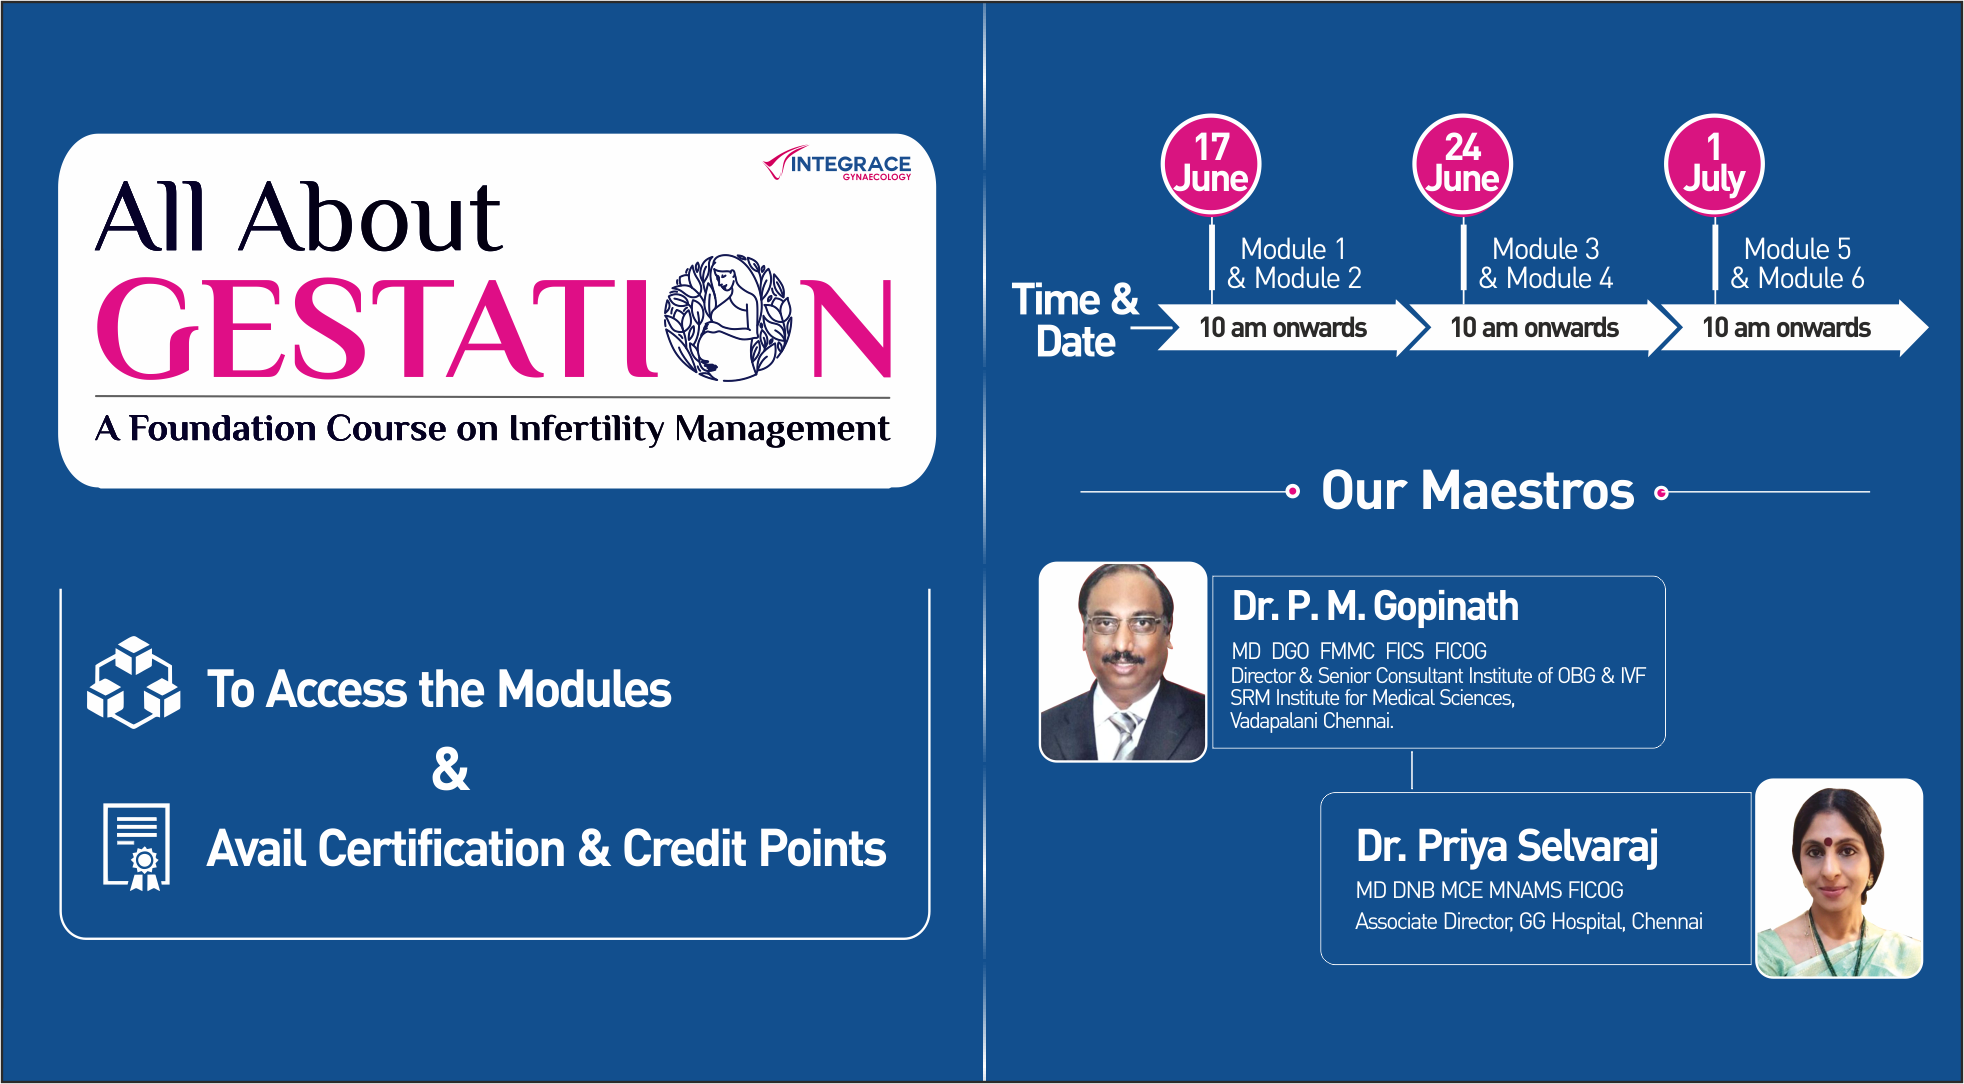 INTEGRACE
GYNAECOLOGY
All About
GESTATION
A Foundation Course on Infertility Management
To Access the Modules
&
Avail Certification & Credit Points
17
June
24
June
1
July
Module 1
& Module 2
Module 3
& Module 4
Module 5
& Module 6
Time &
Date
10 am onwards
10 am onwards
10 am onwards
Our Maestros
Dr. P. M. Gopinath
MD DGO FMMC FICS FICOG
Director & Senior Consultant Institute of OBG & IVF
SRM Institute for Medical Sciences,
Vadapalani Chennai.
Dr. Priya Selvaraj
MD DNB MCE MNAMS FICOG
Associate Director, GG Hospital, Chennai